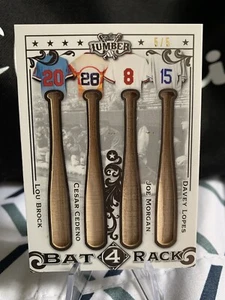 LUMBER
5/5
20
28
8
15
LOU BROCK
CESAR CEDENO
JOE MORGAN
DAVEY LOPES
BAT 4 RACK